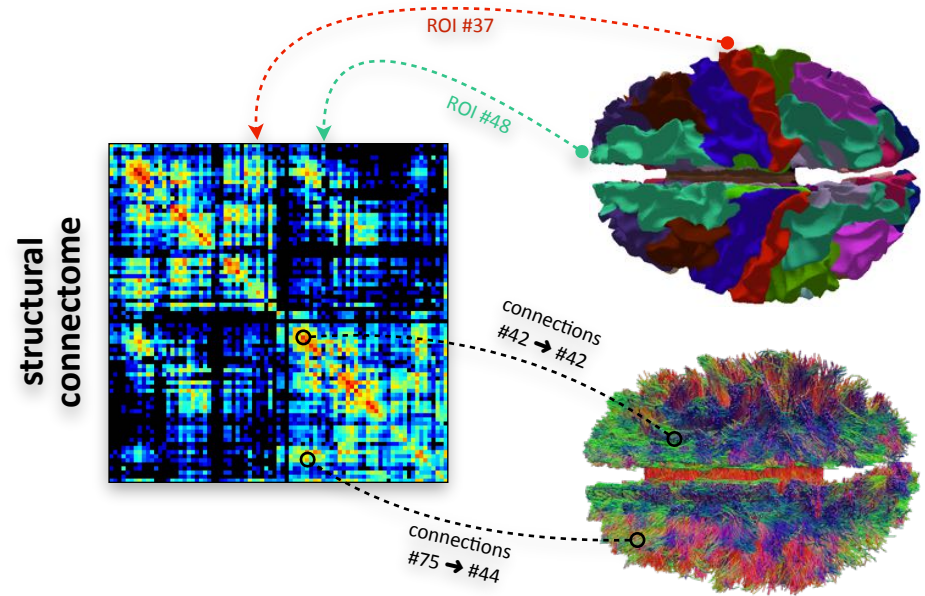 ROI #37
ROI #48
structural
connectome
connections
#42 ➔ #42
connections
#75 ➔ #44